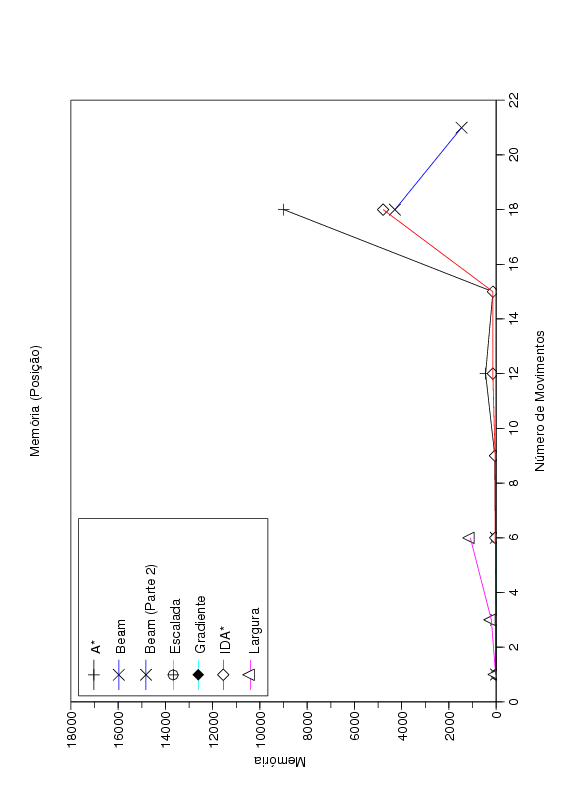 Memória (Posição)
18000
16000
14000
12000
10000
8000
6000
4000
2000
0
Memória
A*
Beam
Beam (Parte 2)
Escalada
Gradiente
IDA*
Largura
0
2
4
6
8
10
12
14
16
18
20
22
Número de Movimentos